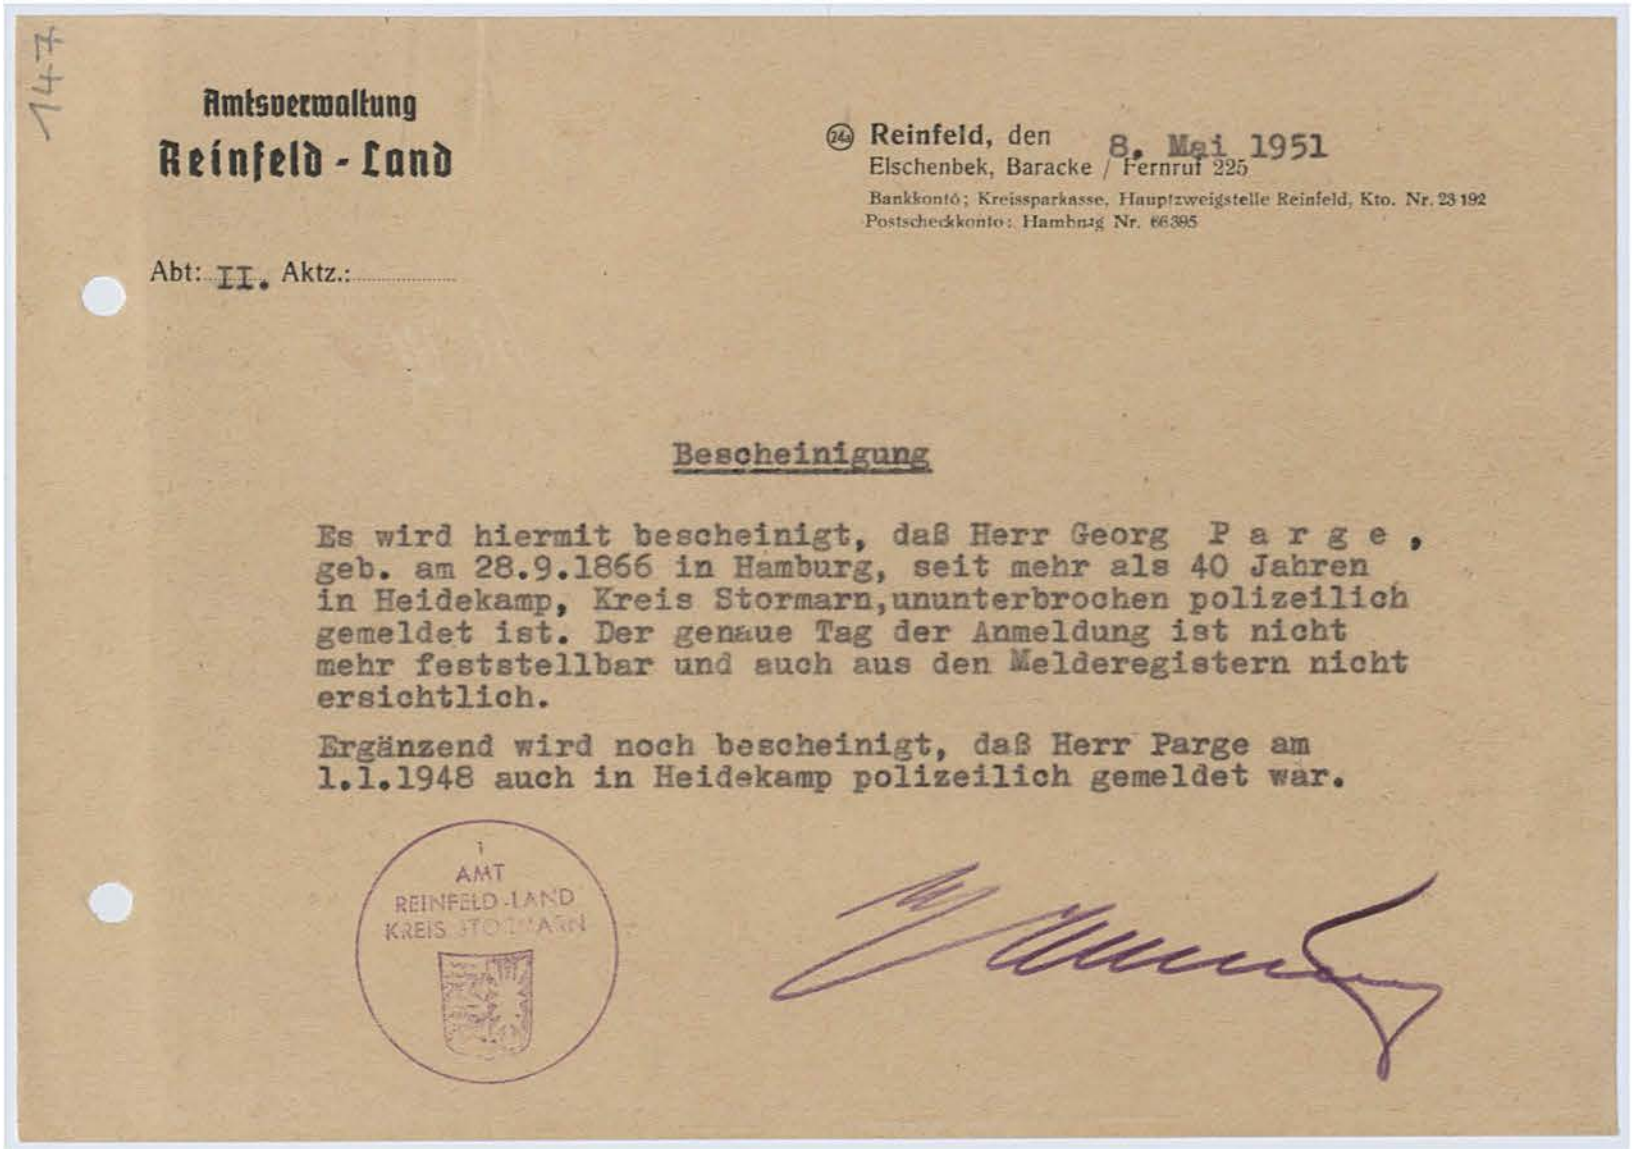 147
Amtsverwaltung
Reinfeld-Land
24a Reinfeld, den 8. Mai 1951
Elschenbek, Baracke / Fernruf 225
Bankkonto; Kreissparkasse, Hauptzweigstelle Reinfeld, Kto. Nr. 23192
Postscheckkonto: Hamburg Nr. 66395
Abt: II. Aktz.:
Bescheinigung
Es wird hiermit bescheinigt, daß Herr Georg P a r g e ,
geb. am 28.9.1866 in Hamburg, seit mehr als 40 Jahren
in Heidekamp, Kreis Stormarn,ununterbrochen polizeilich
gemeldet ist. Der genaue Tag der Anmeldung ist nicht
mehr feststellbar und auch aus den Melderegistern nicht
ersichtlich.
Ergänzend wird noch bescheinigt, daß Herr Parge am
1.1.1948 auch in Heidekamp polizeilich gemeldet war.
1
AMT
REINFELD-LAND
KREIS STORMARN